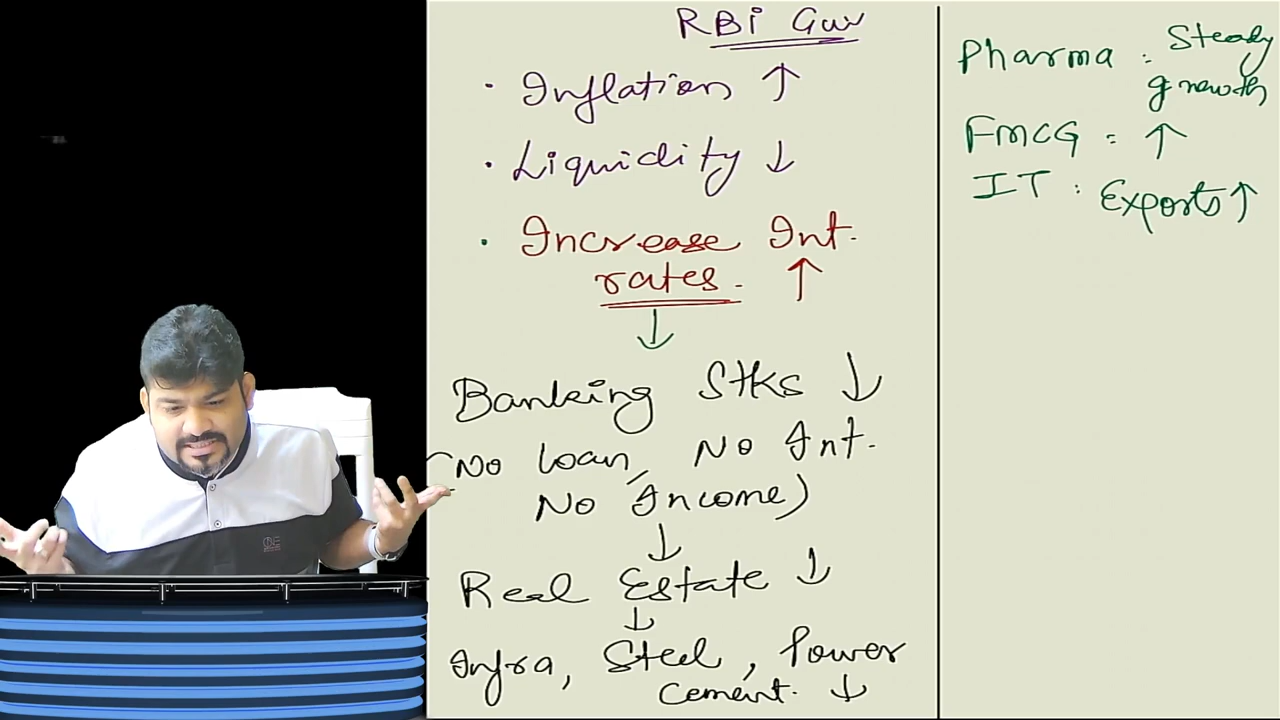 RBi Guv
· Inflation ↑
· Liquidity ↓
· Increase Int.
rates. ↑
↓
Banking Stks ↓
(No loan, No Int.
No Income)
↓
Real Estate ↓
↓
Infra, Steel, Power
cement. ↓
Pharma : Steady
growth
FMCG : ↑
IT : Exports ↑